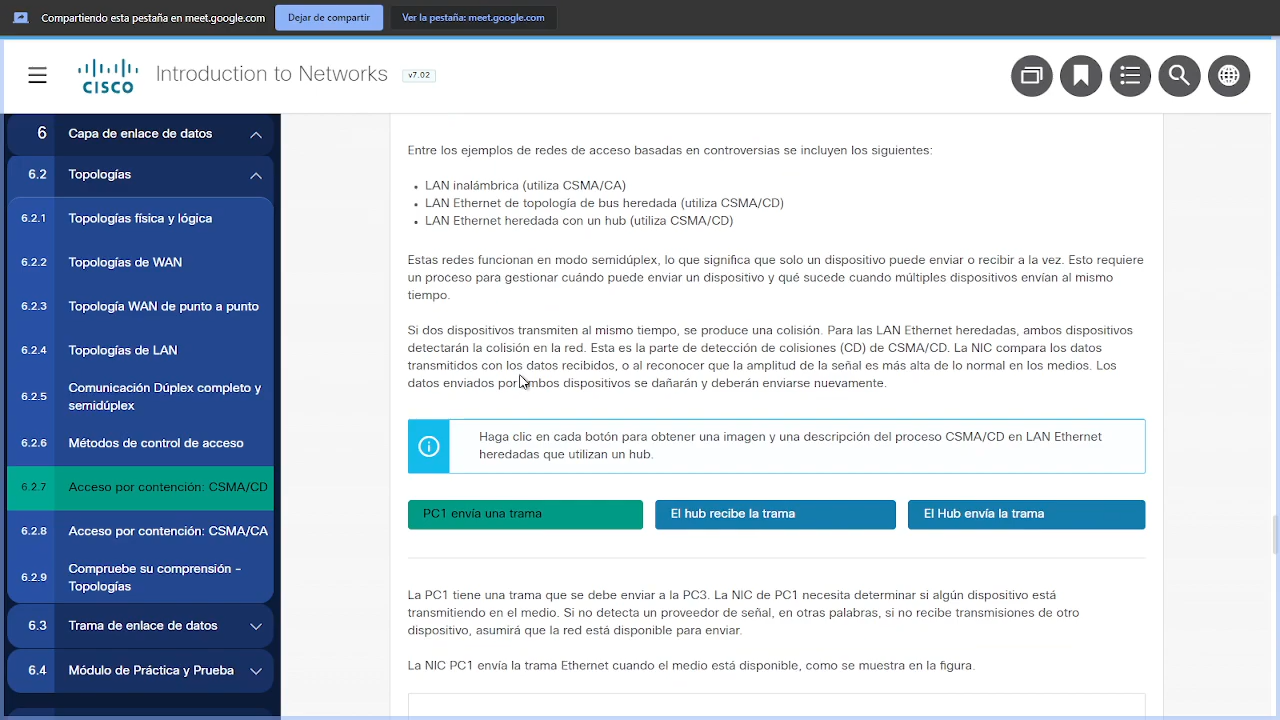 Compartiendo esta pestaña en meet.google.com
Dejar de compartir
Ver la pestaña: meet.google.com
CISCO
Introduction to Networks
v7.02
6 Capa de enlace de datos
6.2 Topologías
6.2.1 Topologías física y lógica
6.2.2 Topologías de WAN
6.2.3 Topología WAN de punto a punto
6.2.4 Topologías de LAN
6.2.5 Comunicación Dúplex completo y
semidúplex
6.2.6 Métodos de control de acceso
6.2.7 Acceso por contención: CSMA/CD
6.2.8 Acceso por contención: CSMA/CA
6.2.9 Compruebe su comprensión -
Topologías
6.3 Trama de enlace de datos
6.4 Módulo de Práctica y Prueba
Entre los ejemplos de redes de acceso basadas en controversias se incluyen los siguientes:
• LAN inalámbrica (utiliza CSMA/CA)
• LAN Ethernet de topología de bus heredada (utiliza CSMA/CD)
• LAN Ethernet heredada con un hub (utiliza CSMA/CD)
Estas redes funcionan en modo semidúplex, lo que significa que solo un dispositivo puede enviar o recibir a la vez. Esto requiere
un proceso para gestionar cuándo puede enviar un dispositivo y qué sucede cuando múltiples dispositivos envían al mismo
tiempo.
Si dos dispositivos transmiten al mismo tiempo, se produce una colisión. Para las LAN Ethernet heredadas, ambos dispositivos
detectarán la colisión en la red. Esta es la parte de detección de colisiones (CD) de CSMA/CD. La NIC compara los datos
transmitidos con los datos recibidos, o al reconocer que la amplitud de la señal es más alta de lo normal en los medios. Los
datos enviados por ambos dispositivos se dañarán y deberán enviarse nuevamente.
Haga clic en cada botón para obtener una imagen y una descripción del proceso CSMA/CD en LAN Ethernet
heredadas que utilizan un hub.
PC1 envía una trama
El hub recibe la trama
El Hub envía la trama
La PC1 tiene una trama que se debe enviar a la PC3. La NIC de PC1 necesita determinar si algún dispositivo está
transmitiendo en el medio. Si no detecta un proveedor de señal, en otras palabras, si no recibe transmisiones de otro
dispositivo, asumirá que la red está disponible para enviar.
La NIC PC1 envía la trama Ethernet cuando el medio está disponible, como se muestra en la figura.